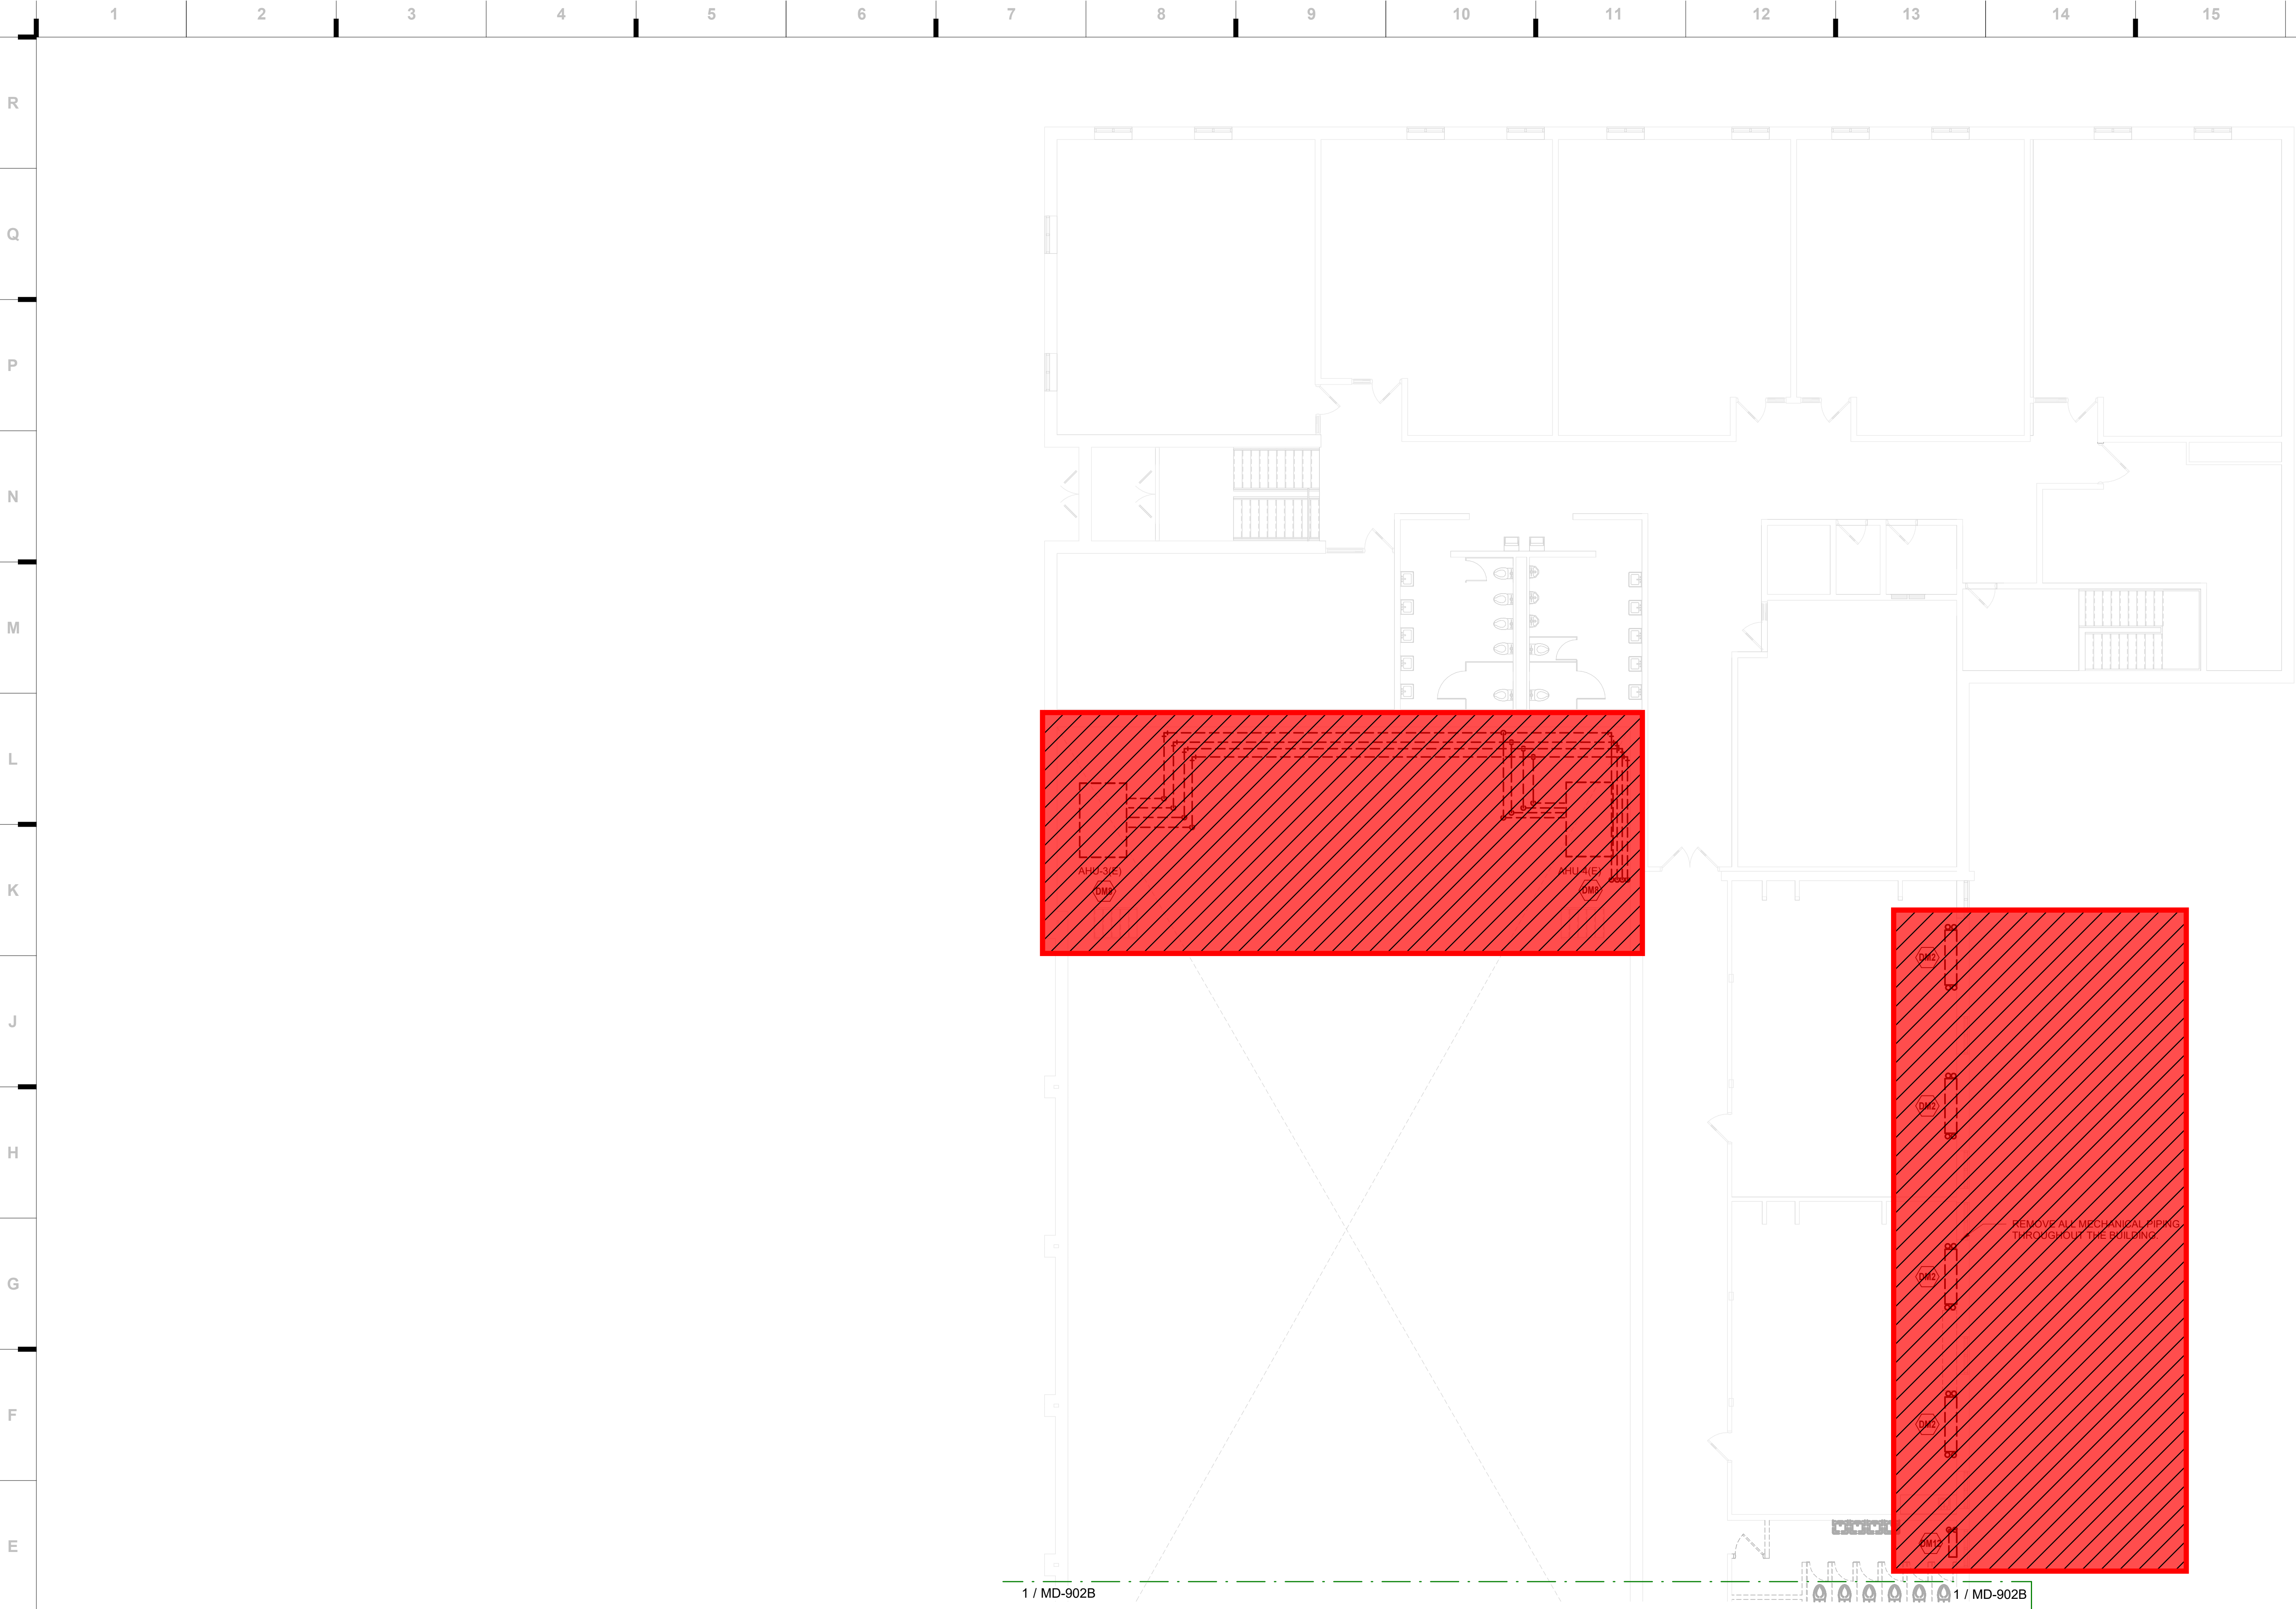 1 2 3 4 5 6 7 8 9 10 11 12 13 14 15
R
Q
P
N
M
L
K
AHU-3(E)
AHU-4(E)
DM8
DM8
DM2
J
DM2
H
REMOVE ALL MECHANICAL PIPING
THROUGHOUT THE BUILDING.
G
DM2
F
DM2
E
DM12
1 / MD-902B
1 / MD-902B